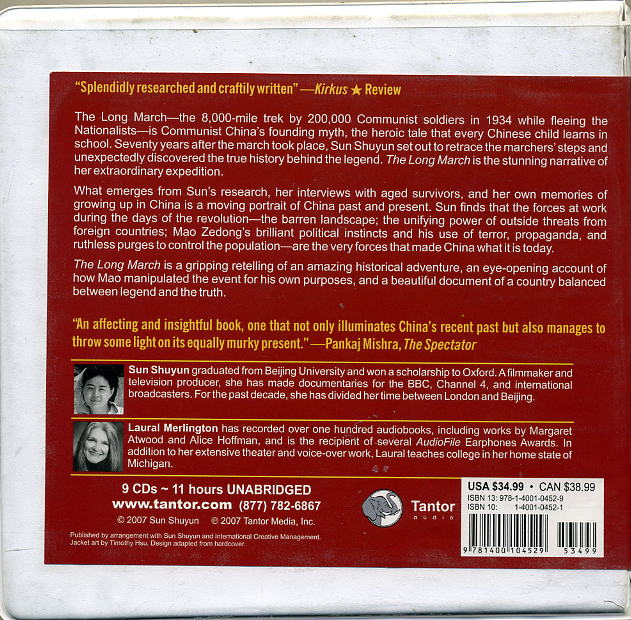 "Splendidly researched and craftily written" —Kirkus ★ Review
The Long March—the 8,000-mile trek by 200,000 Communist soldiers in 1934 while fleeing the
Nationalists—is Communist China's founding myth, the heroic tale that every Chinese child learns in
school. Seventy years after the march took place, Sun Shuyun set out to retrace the marchers' steps and
unexpectedly discovered the true history behind the legend. The Long March is the stunning narrative of
her extraordinary expedition.
What emerges from Sun's research, her interviews with aged survivors, and her own memories of
growing up in China is a moving portrait of China past and present. Sun finds that the forces at work
during the days of the revolution—the barren landscape; the unifying power of outside threats from
foreign countries; Mao Zedong's brilliant political instincts and his use of terror, propaganda, and
ruthless purges to control the population—are the very forces that made China what it is today.
The Long March is a gripping retelling of an amazing historical adventure, an eye-opening account of
how Mao manipulated the event for his own purposes, and a beautiful document of a country balanced
between legend and the truth.
"An affecting and insightful book, one that not only illuminates China's recent past but also manages to
throw some light on its equally murky present." —Pankaj Mishra, The Spectator
Sun Shuyun graduated from Beijing University and won a scholarship to Oxford. A filmmaker and
television producer, she has made documentaries for the BBC, Channel 4, and international
broadcasters. For the past decade, she has divided her time between London and Beijing.
Laural Merlington has recorded over one hundred audiobooks, including works by Margaret
Atwood and Alice Hoffman, and is the recipient of several AudioFile Earphones Awards. In
addition to her extensive theater and voice-over work, Laural teaches college in her home state of
Michigan.
9 CDs ~ 11 hours UNABRIDGED
www.tantor.com (877) 782-6867
© 2007 Sun Shuyun ℗ 2007 Tantor Media, Inc.
Published by arrangement with Sun Shuyun and International Creative Management.
Jacket art by Timothy Hsu. Design adapted from hardcover.
Tantor
audio
USA $34.99 • CAN $38.99
ISBN 13: 978-1-4001-0452-9
ISBN 10: 1-4001-0452-1
9 781400 104529
53499